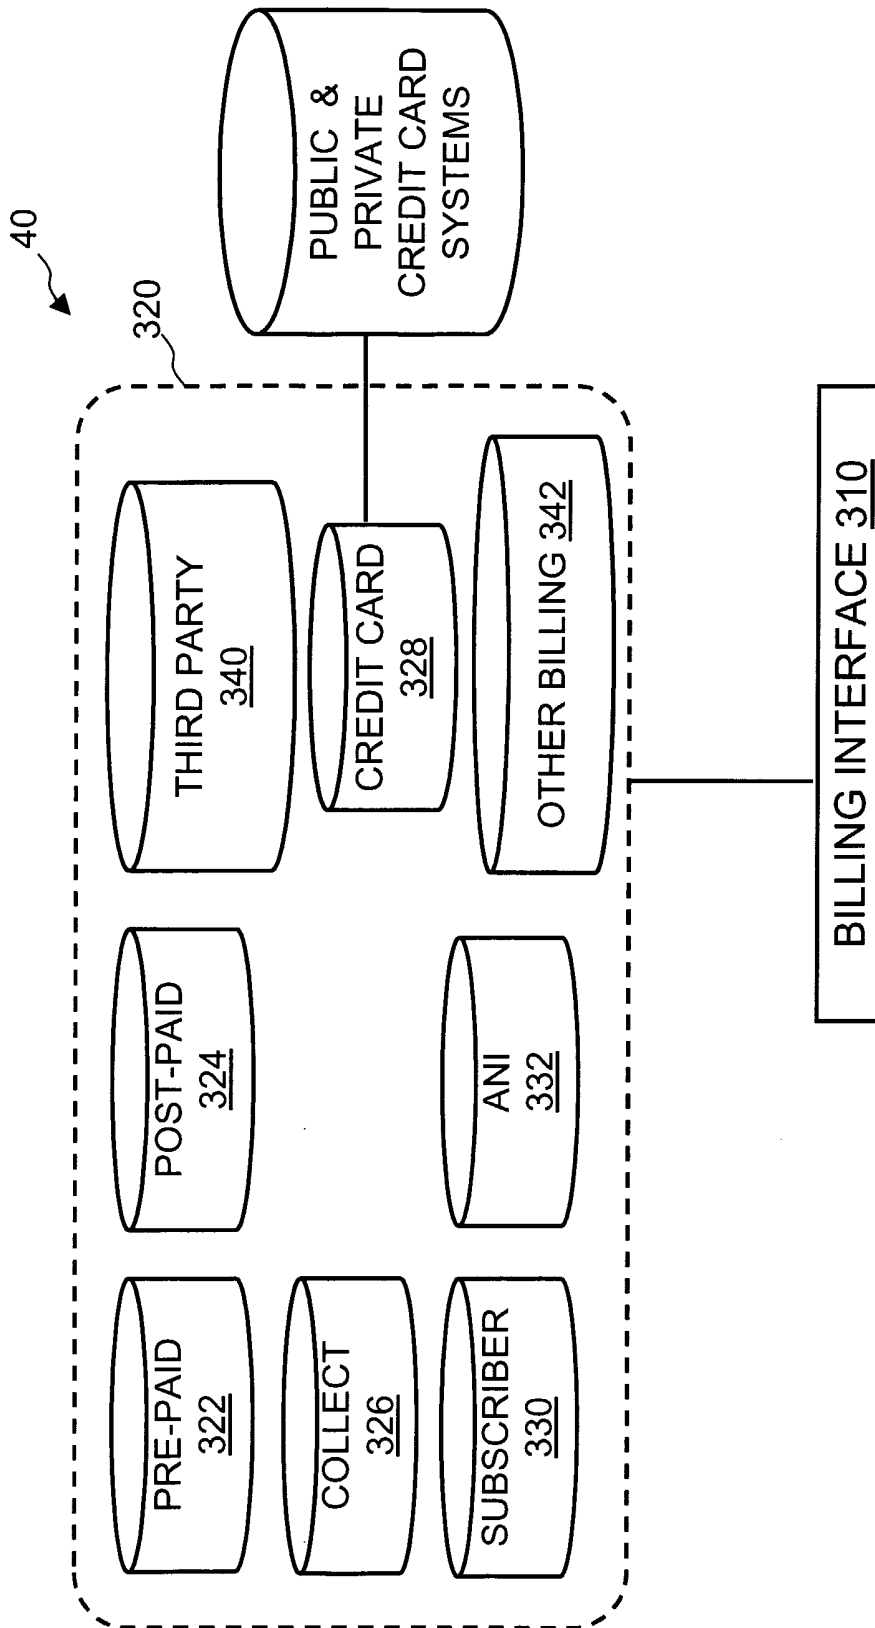 40
320
PRE-PAID
322
POST-PAID
324
THIRD PARTY
340
COLLECT
326
CREDIT CARD
328
PUBLIC &
PRIVATE
CREDIT CARD
SYSTEMS
SUBSCRIBER
330
ANI
332
OTHER BILLING 342
BILLING INTERFACE 310